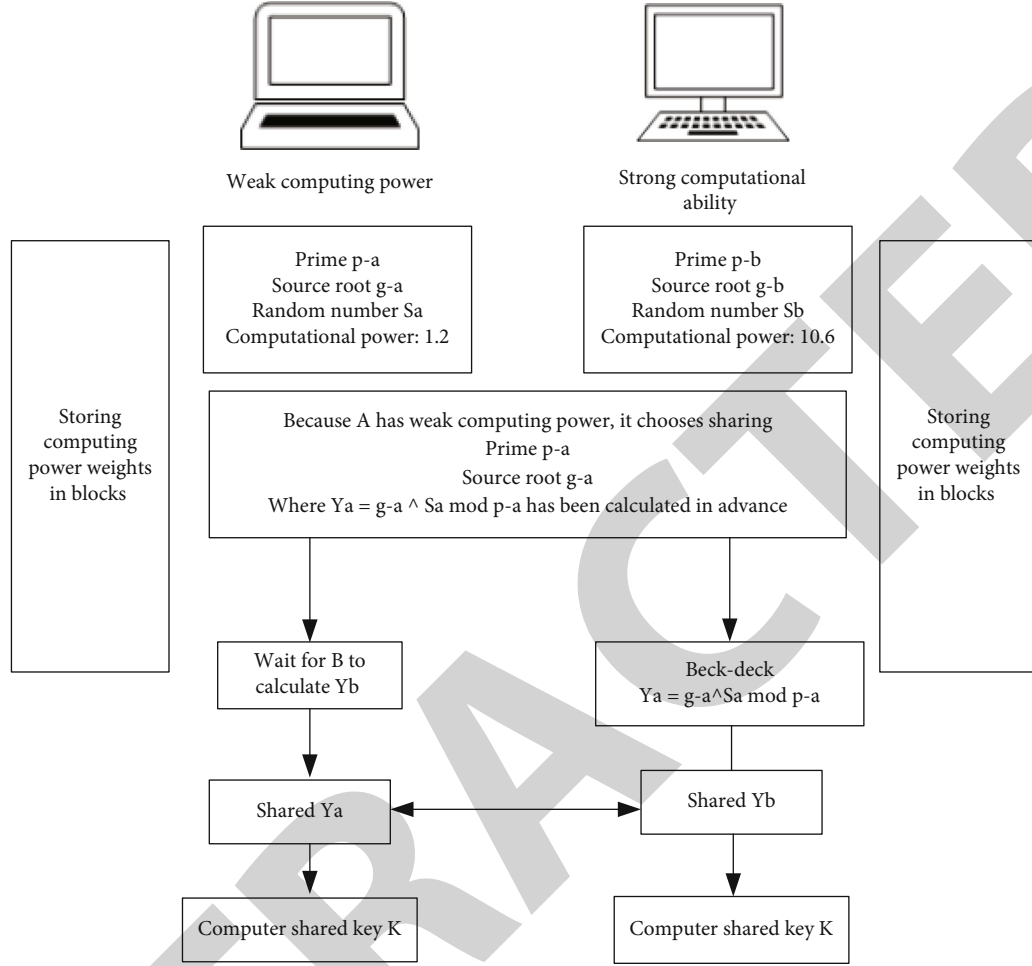 Weak computing power
Strong computational
ability
Storing
computing
power weights
in blocks
Prime p-a
Source root g-a
Random number Sa
Computational power: 1.2
Prime p-b
Source root g-b
Random number Sb
Computational power: 10.6
Storing
computing
power weights
in blocks
Because A has weak computing power, it chooses sharing
Prime p-a
Source root g-a
Where Ya = g-a ^ Sa mod p-a has been calculated in advance
Wait for B to
calculate Yb
Beck-deck
Ya = g-a^Sa mod p-a
Shared Ya
Shared Yb
Computer shared key K
Computer shared key K